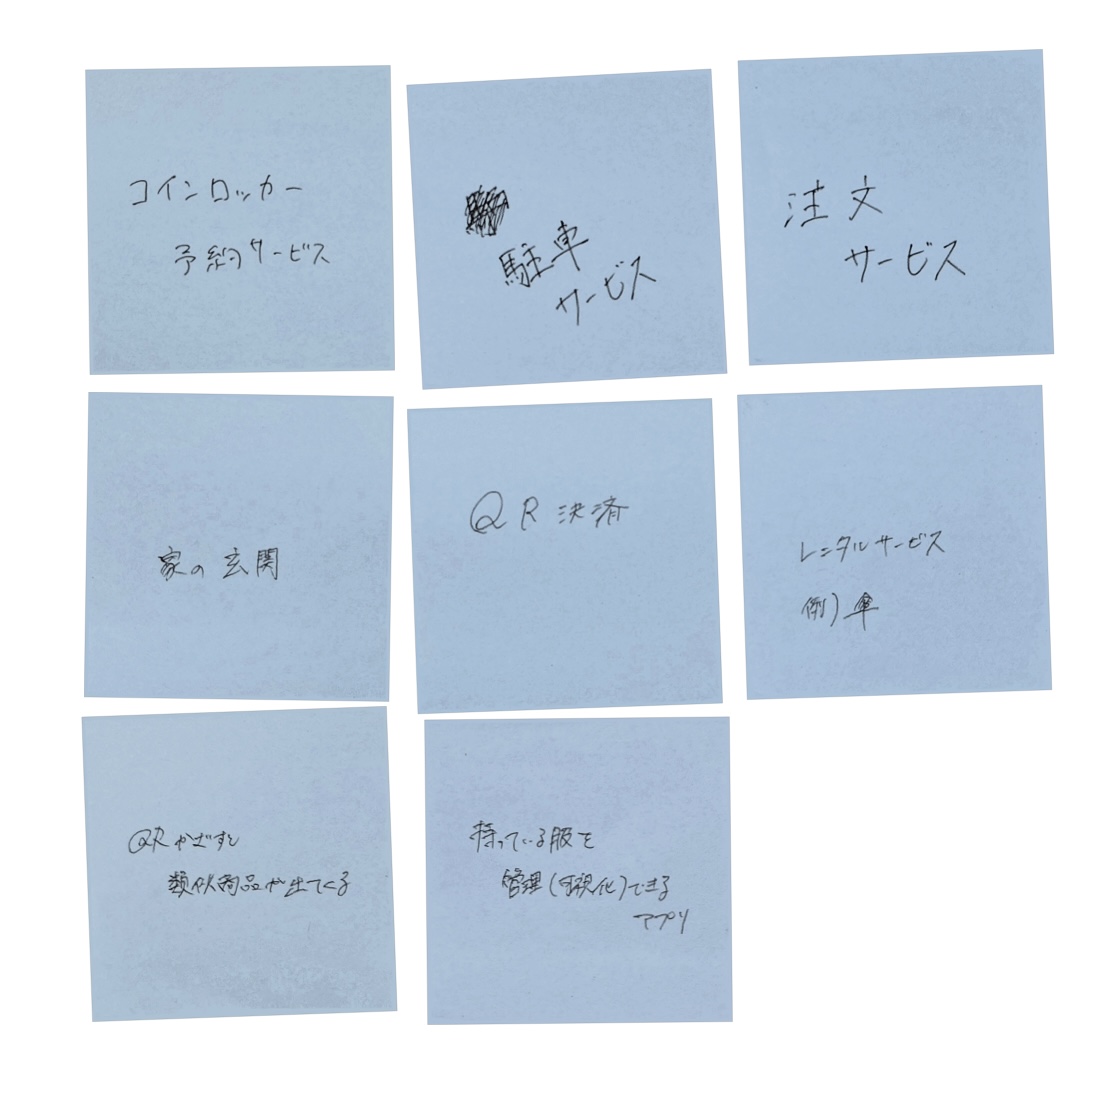 コインロッカー
予約サービス
駐車
サービス
注文
サービス
家の玄関
QR決済
レンタルサービス
例)傘
QRかざすと
類似商品が出てくる
持っている服を
管理(可視化)できる
アプリ